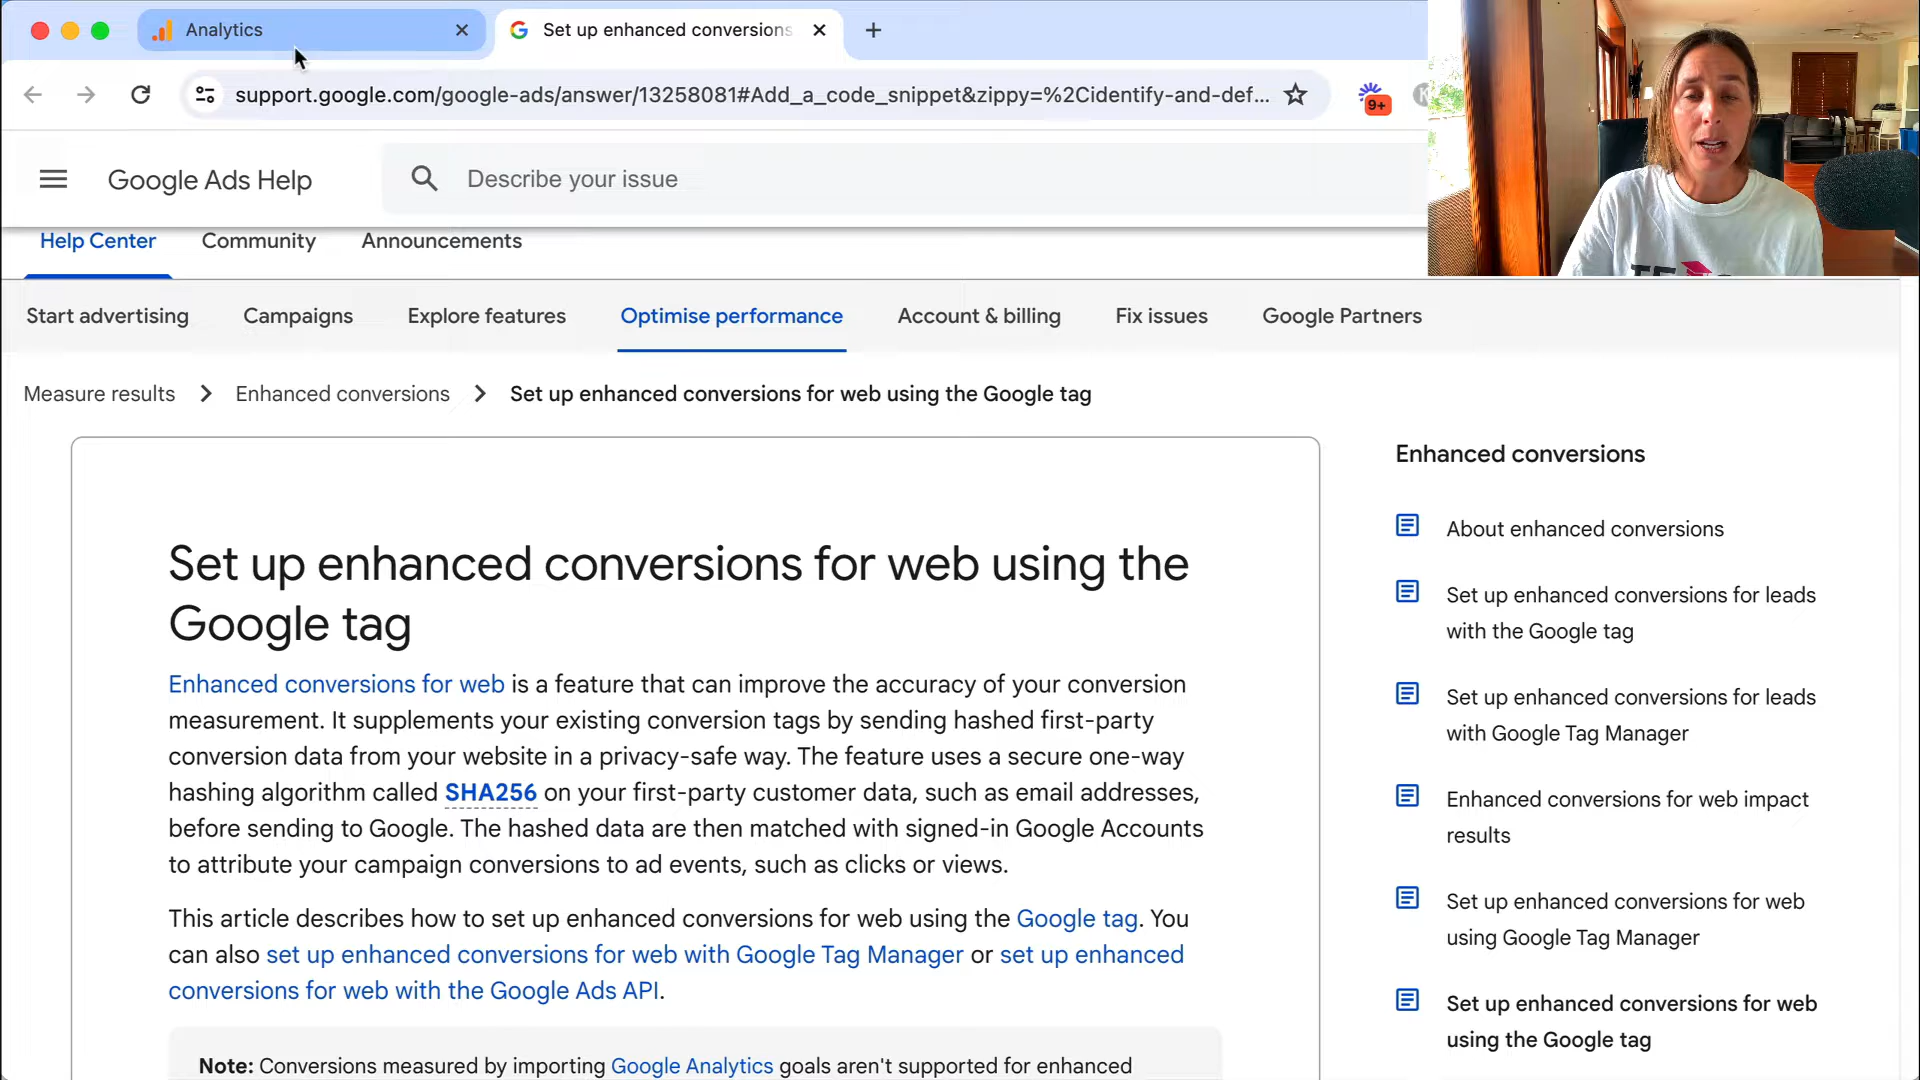 Analytics
Set up enhanced conversions
support.google.com/google-ads/answer/13258081#Add_a_code_snippet&zippy=%2Cidentify-and-def...
9+
Google Ads Help
Describe your issue
Help Center
Community
Announcements
Start advertising
Campaigns
Explore features
Optimise performance
Account & billing
Fix issues
Google Partners
Measure results
Enhanced conversions
Set up enhanced conversions for web using the Google tag
Set up enhanced conversions for web using the
Google tag
Enhanced conversions for web is a feature that can improve the accuracy of your conversion
measurement. It supplements your existing conversion tags by sending hashed first-party
conversion data from your website in a privacy-safe way. The feature uses a secure one-way
hashing algorithm called SHA256 on your first-party customer data, such as email addresses,
before sending to Google. The hashed data are then matched with signed-in Google Accounts
to attribute your campaign conversions to ad events, such as clicks or views.
This article describes how to set up enhanced conversions for web using the Google tag. You
can also set up enhanced conversions for web with Google Tag Manager or set up enhanced
conversions for web with the Google Ads API.
Note: Conversions measured by importing Google Analytics goals aren't supported for enhanced
Enhanced conversions
About enhanced conversions
Set up enhanced conversions for leads
with the Google tag
Set up enhanced conversions for leads
with Google Tag Manager
Enhanced conversions for web impact
results
Set up enhanced conversions for web
using Google Tag Manager
Set up enhanced conversions for web
using the Google tag